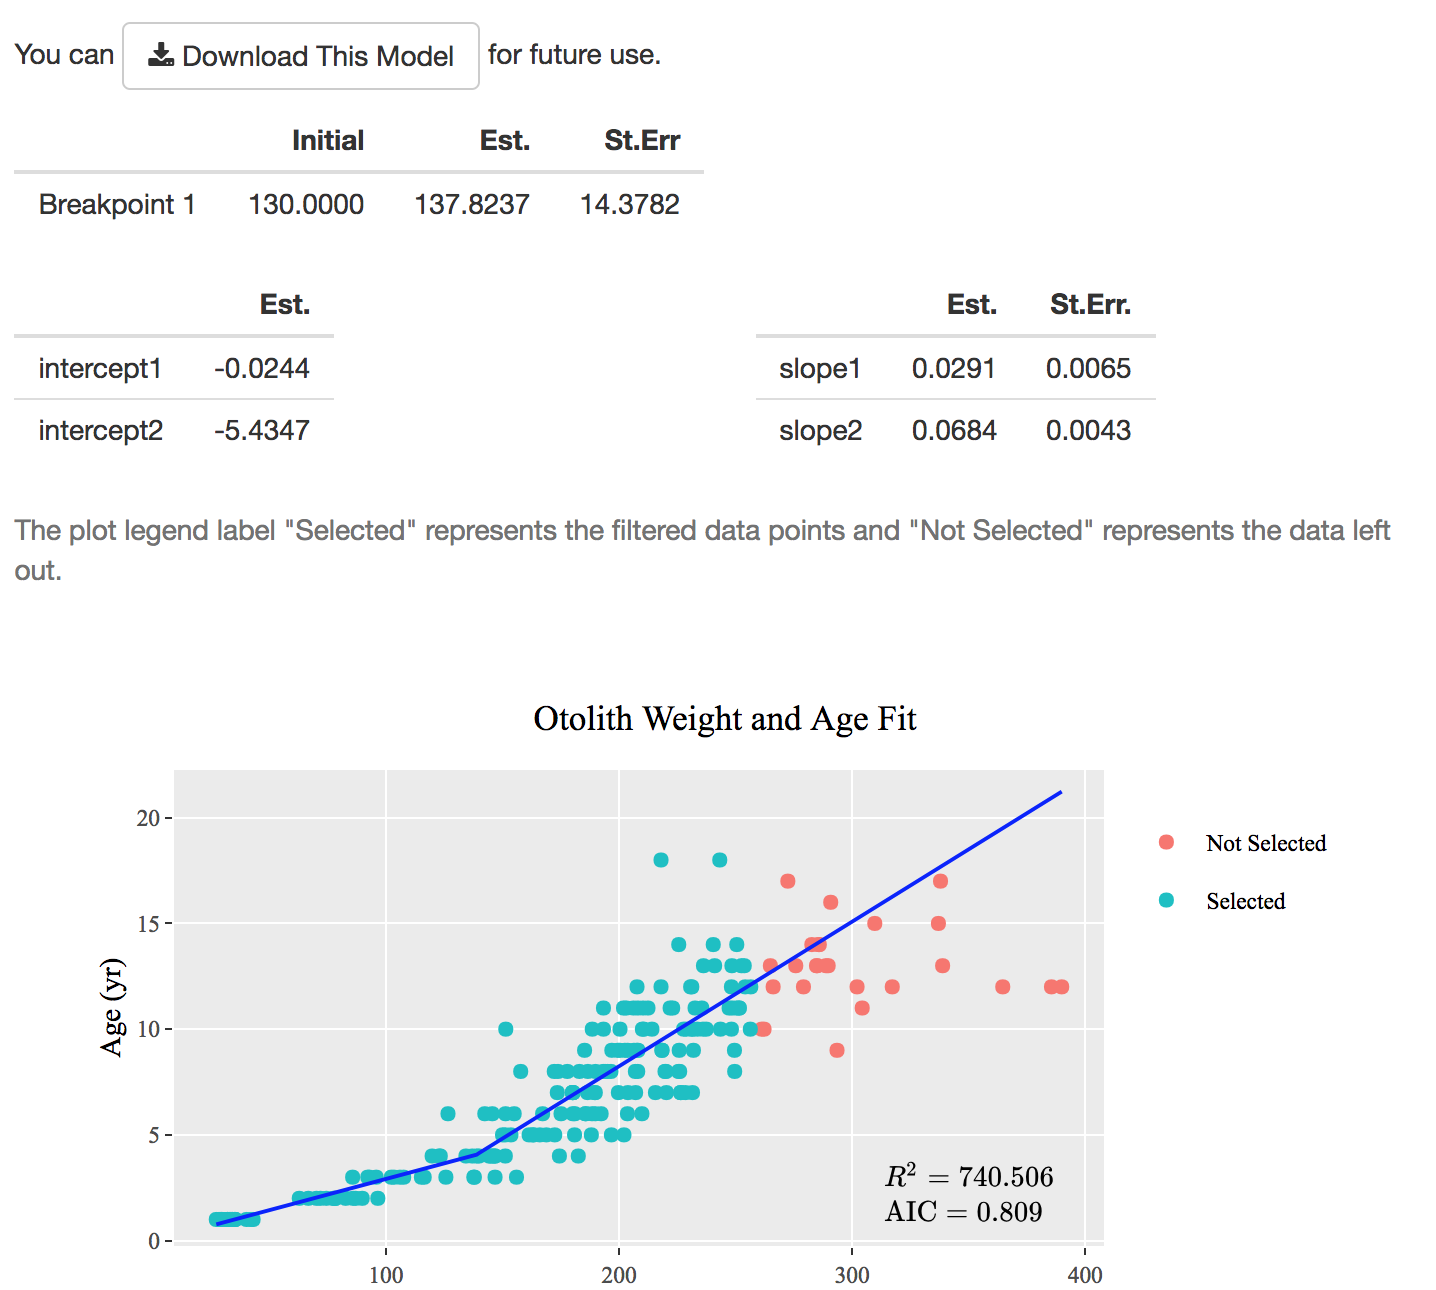 You can Download This Model for future use.
Initial Est. St.Err
Breakpoint 1 130.0000 137.8237 14.3782
Est.
intercept1 -0.0244
intercept2 -5.4347
Est. St.Err.
slope1 0.0291 0.0065
slope2 0.0684 0.0043
The plot legend label "Selected" represents the filtered data points and "Not Selected" represents the data left
out.
Otolith Weight and Age Fit
Age (yr)
20
15
10
5
0
100 200 300 400
R² = 740.506
AIC = 0.809
Not Selected
Selected